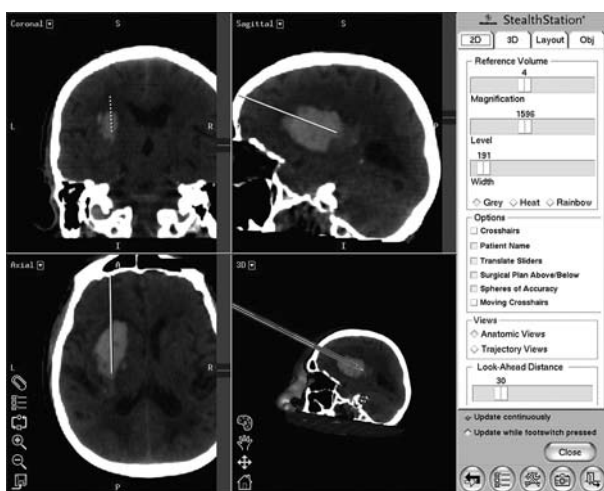 Coronal
S
L
R
I
Sagittal
S
P
I
Axial
A
L
R
P
3D
StealthStation®
2D
3D
Layout
Obj
Reference Volume
4
Magnification
1596
Level
191
Width
Grey
Heat
Rainbow
Options
Crosshairs
Patient Name
Translate Sliders
Surgical Plan Above/Below
Spheres of Accuracy
Moving Crosshairs
Views
Anatomic Views
Trajectory Views
Look-Ahead Distance
30
Update continuously
Update while footswitch pressed
Close